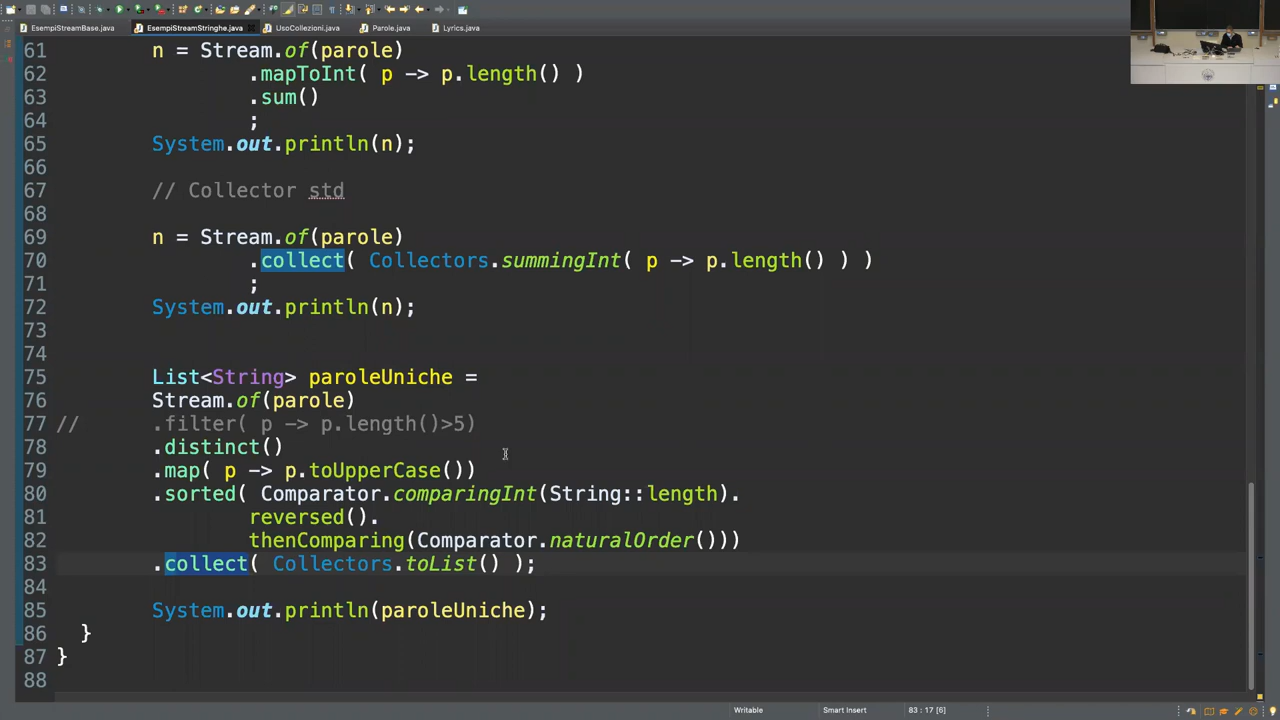 EsempiStreamBase.java
EsempiStreamStringhe.java
UsoCollezioni.java
Parole.java
Lyrics.java
61 n = Stream.of(parole)
62 .mapToInt( p -> p.length() )
63 .sum()
64 ;
65 System.out.println(n);
66
67 // Collector std
68
69 n = Stream.of(parole)
70 .collect( Collectors.summingInt( p -> p.length() ) )
71 ;
72 System.out.println(n);
73
74
75 List<String> paroleUniche =
76 Stream.of(parole)
77 // .filter( p -> p.length()>5)
78 .distinct()
79 .map( p -> p.toUpperCase())
80 .sorted( Comparator.comparingInt(String::length).
81 reversed().
82 thenComparing(Comparator.naturalOrder()))
83 .collect( Collectors.toList() );
84
85 System.out.println(paroleUniche);
86 }
87 }
88
Writable
Smart Insert
83 : 17 [6]